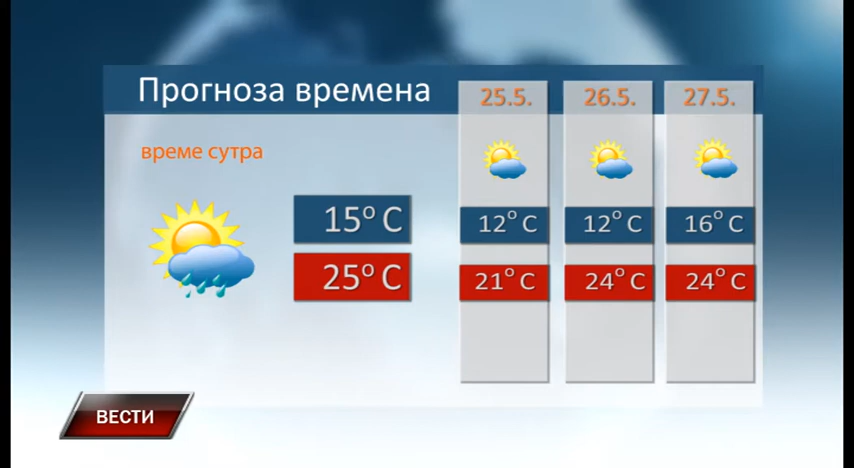 Прогноза времена
време сутра
15°C
25°C
25.5.
26.5.
27.5.
12°C
12°C
16°C
21°C
24°C
24°C
ВЕСТИ